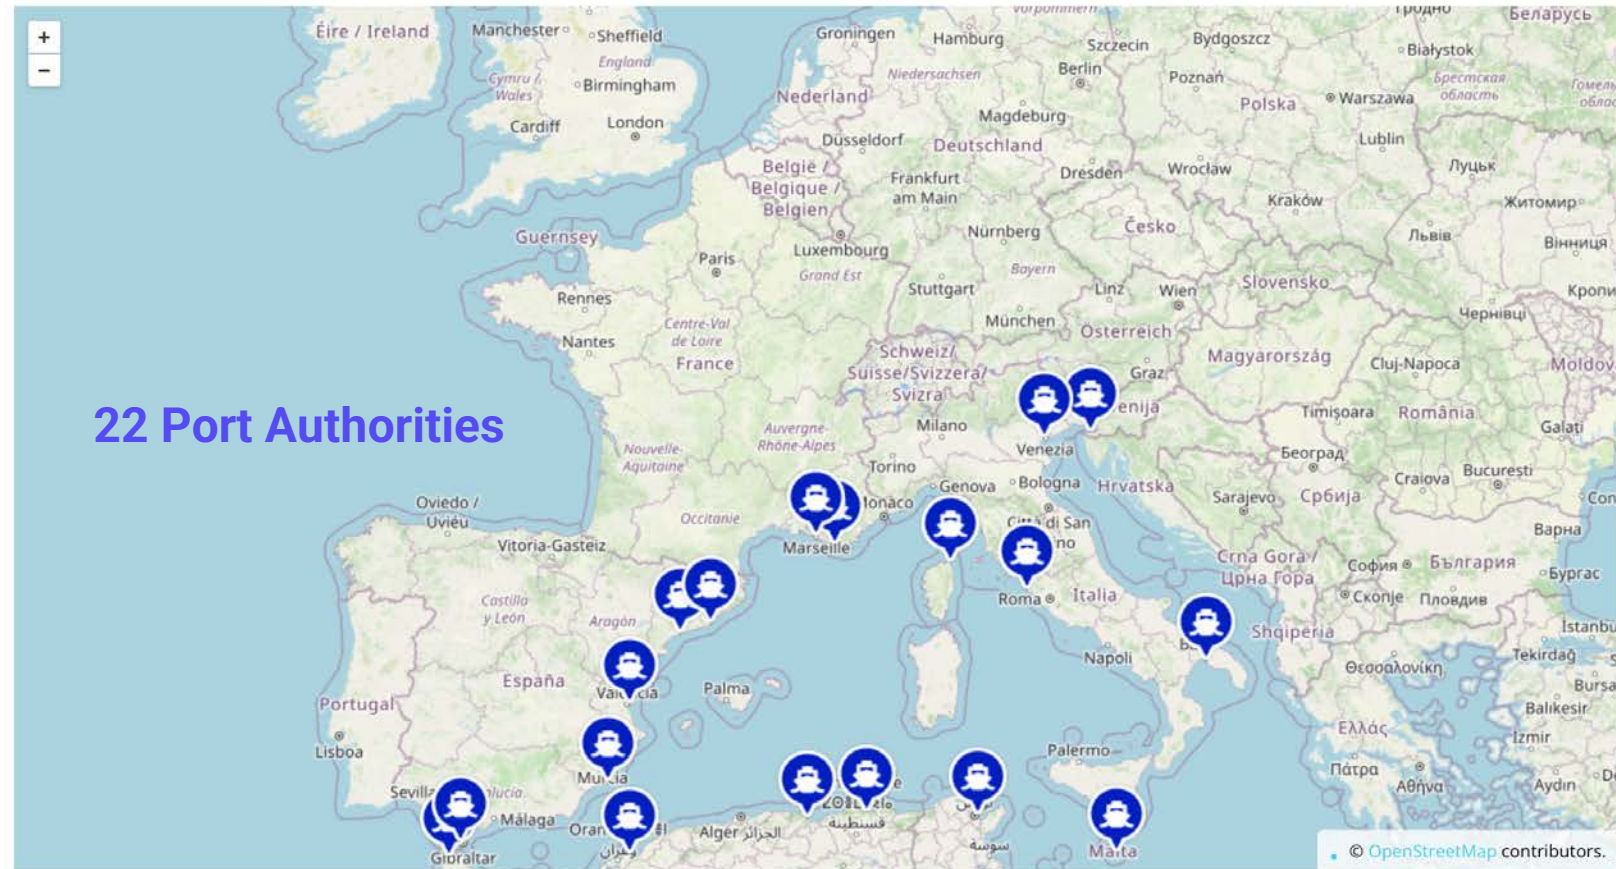 +
−
Éire / Ireland
Manchester
Sheffield
England
Cymru /
Wales
Birmingham
Cardiff
London
Guernsey
Groningen
Hamburg
Vorpommern
Szczecin
Bydgoszcz
Białystok
Гродно
Беларусь
Niedersachsen
Berlin
Poznań
Nederland
Magdeburg
Polska
Warszawa
Брестская
область
Düsseldorf
Deutschland
Lublin
België /
Belgique /
Belgien
Frankfurt
am Main
Dresden
Wrocław
Луцьк
Kraków
Житомир
Luxembourg
Nürnberg
Česko
Львів
Вінниця
Paris
Grand Est
Bayern
Rennes
Stuttgart
Linz
Wien
Slovensko
Чернівці
Nantes
Centre-Val
de Loire
France
München
Österreich
Schweiz/
Suisse/Svizzera/
Svizra
Magyarország
Cluj-Napoca
Graz
22 Port Authorities
Auvergne-
Rhône-Alpes
Nouvelle-
Aquitaine
Milano
Venezia
Timișoara
România
Galați
Torino
Genova
Bologna
Hrvatska
Београд
Craiova
București
Sarajevo
Србија
Oviedo /
Uviéu
Vitoria-Gasteiz
Occitanie
Marseille
Città di San
Варна
Crna Gora /
Црна Гора
София
България
Бургас
Castilla
y León
Aragón
Roma
Italia
Скопје
Пловдив
Shqipëria
España
Palma
Napoli
Θεσσαλονίκη
Tekirdağ
Portugal
Balıkesir
Lisboa
Palermo
Ελλάς
İzmir
Πάτρα
Αθήνα
Aydın
Málaga
Alger الجزائر
قسنطينة
وهران
سوسة
Gibraltar
Malta
© OpenStreetMap contributors.